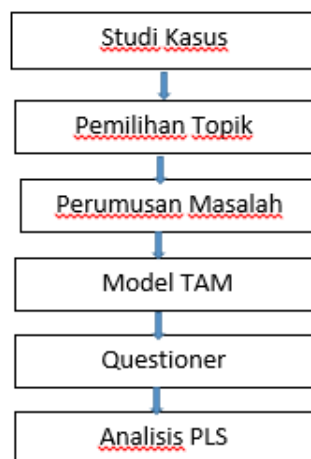 Studi Kasus
Pemilihan Topik
Perumusan Masalah
Model TAM
Questioner
Analisis PLS